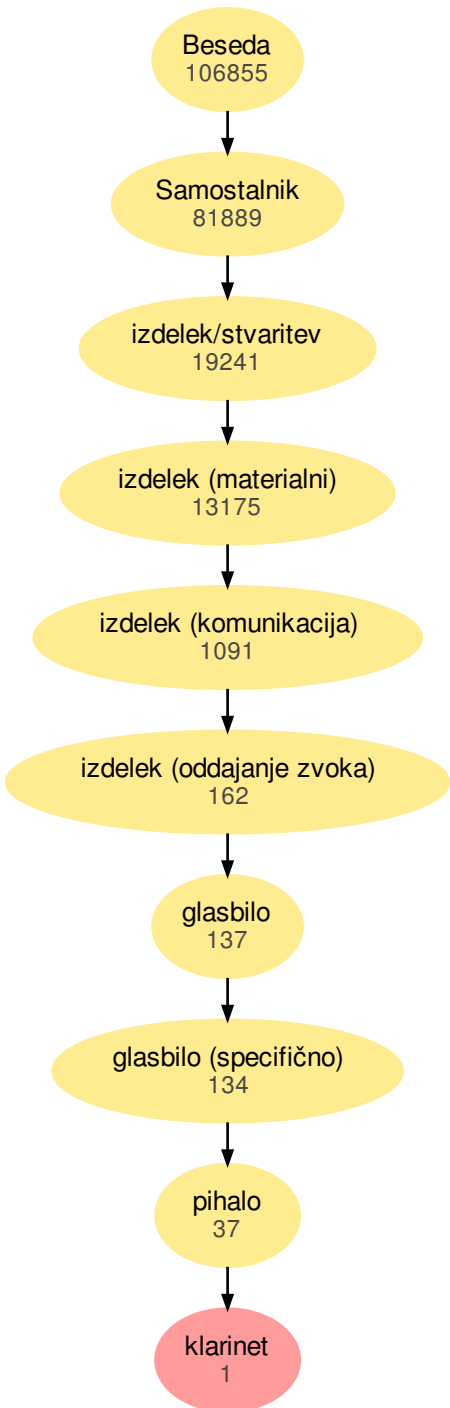 Beseda
106855
Samostalnik
81889
izdelek/stvaritev
19241
izdelek (materialni)
13175
izdelek (komunikacija)
1091
izdelek (oddajanje zvoka)
162
glasbilo
137
glasbilo (specifično)
134
pihalo
37
klarinet
1